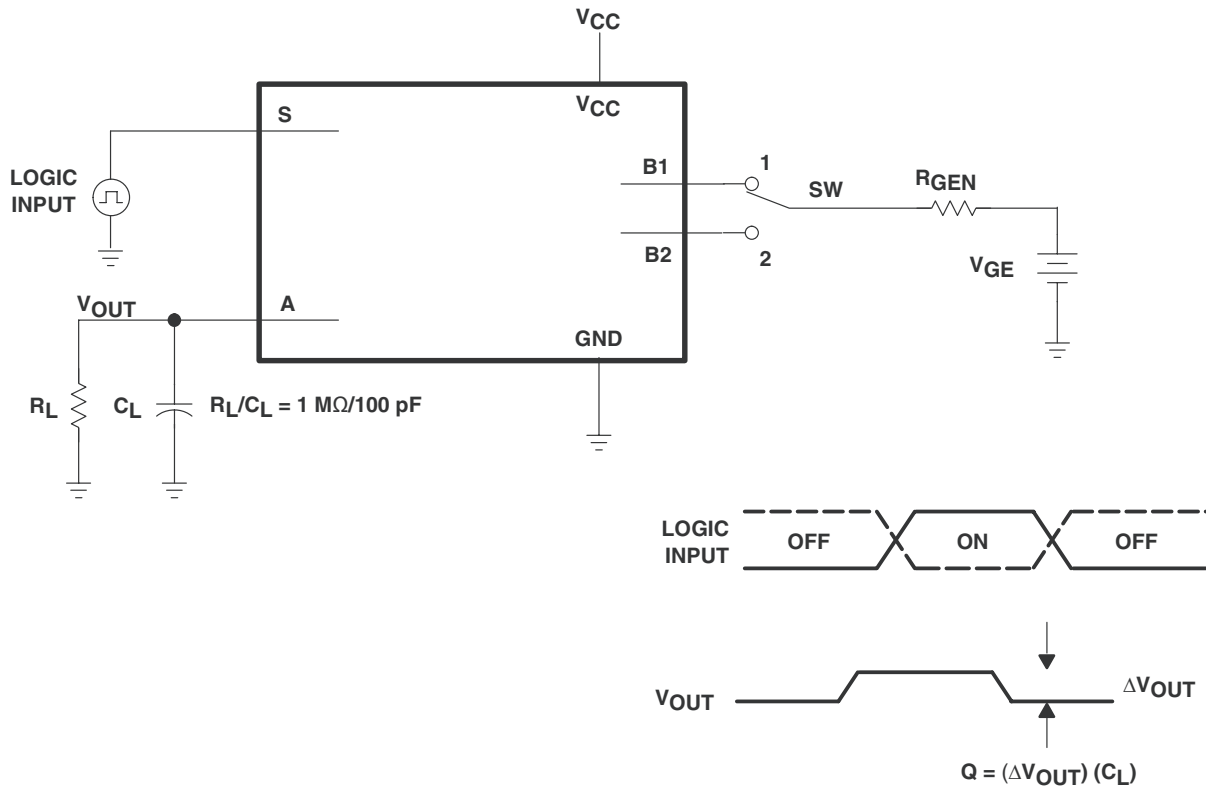 VCC
VCC
S
LOGIC
INPUT
B1
1
SW
RGEN
B2
2
VGE
VOUT
A
GND
RL
CL
RL/CL = 1 MΩ/100 pF
LOGIC
INPUT
OFF
ON
OFF
VOUT
ΔVOUT
Q = (ΔVOUT) (CL)